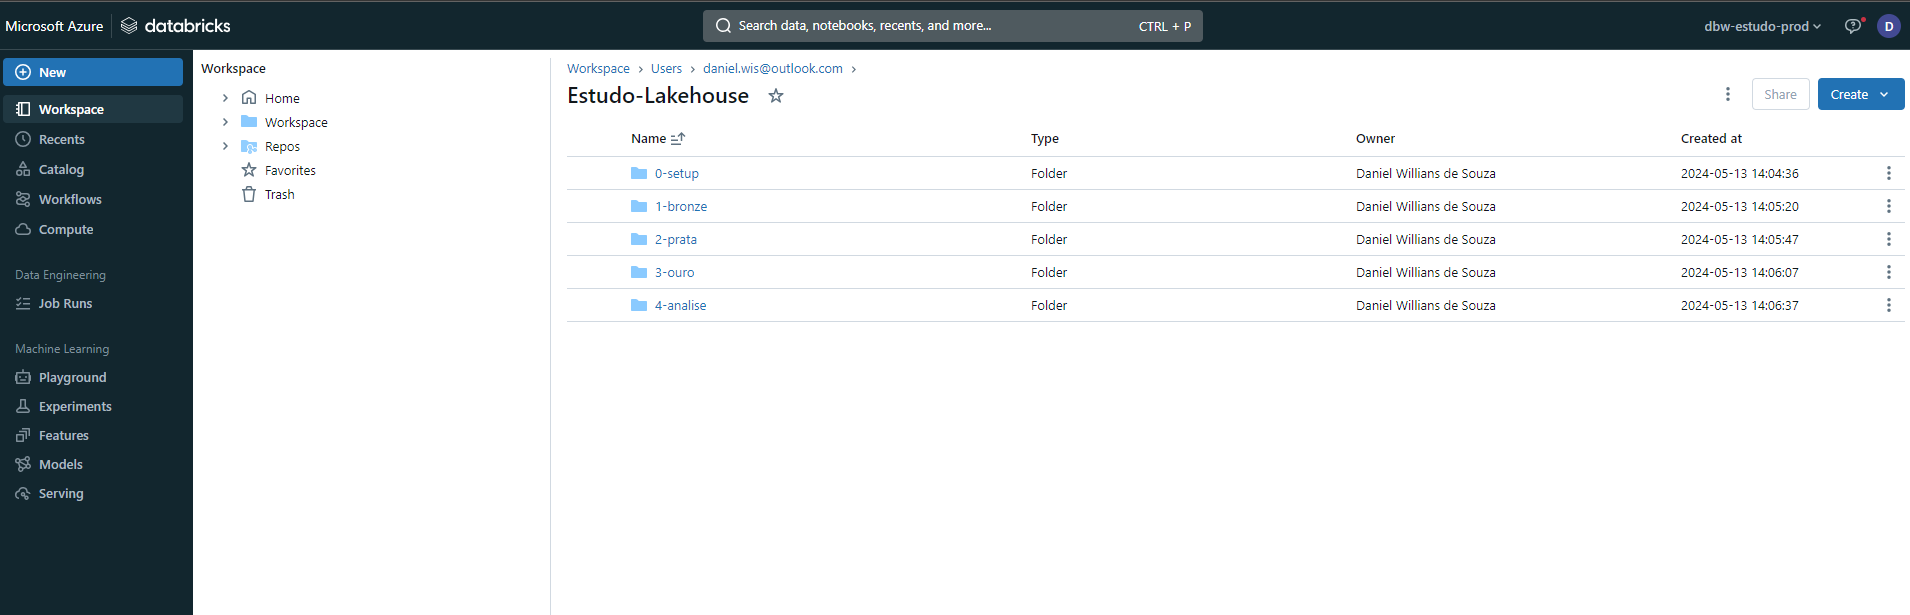 Microsoft Azure databricks Search data, notebooks, recents, and more... CTRL + P dbw-estudo-prod D
New
Workspace
Recents
Catalog
Workflows
Compute
Data Engineering
Job Runs
Machine Learning
Playground
Experiments
Features
Models
Serving
Workspace
Home
Workspace
Repos
Favorites
Trash
Workspace > Users > daniel.wis@outlook.com >
Estudo-Lakehouse
Share Create
Name Type Owner Created at
0-setup Folder Daniel Willians de Souza 2024-05-13 14:04:36
1-bronze Folder Daniel Willians de Souza 2024-05-13 14:05:20
2-prata Folder Daniel Willians de Souza 2024-05-13 14:05:47
3-ouro Folder Daniel Willians de Souza 2024-05-13 14:06:07
4-analise Folder Daniel Willians de Souza 2024-05-13 14:06:37